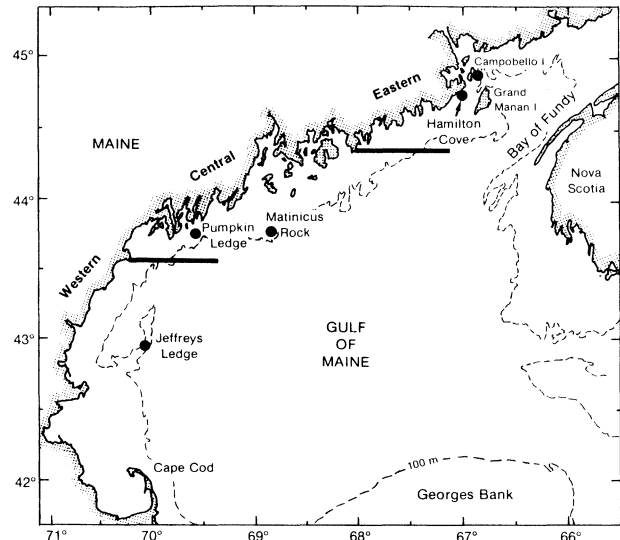 45°
44°
43°
42°
Campobello I
Eastern
Grand
Manan I
Hamilton
Cove
Bay of Fundy
MAINE
Central
Nova
Scotia
Matinicus
Rock
Pumpkin
Ledge
Western
Jeffreys
Ledge
GULF
OF
MAINE
Cape Cod
100 m
Georges Bank
71° 70° 69° 68° 67° 66°